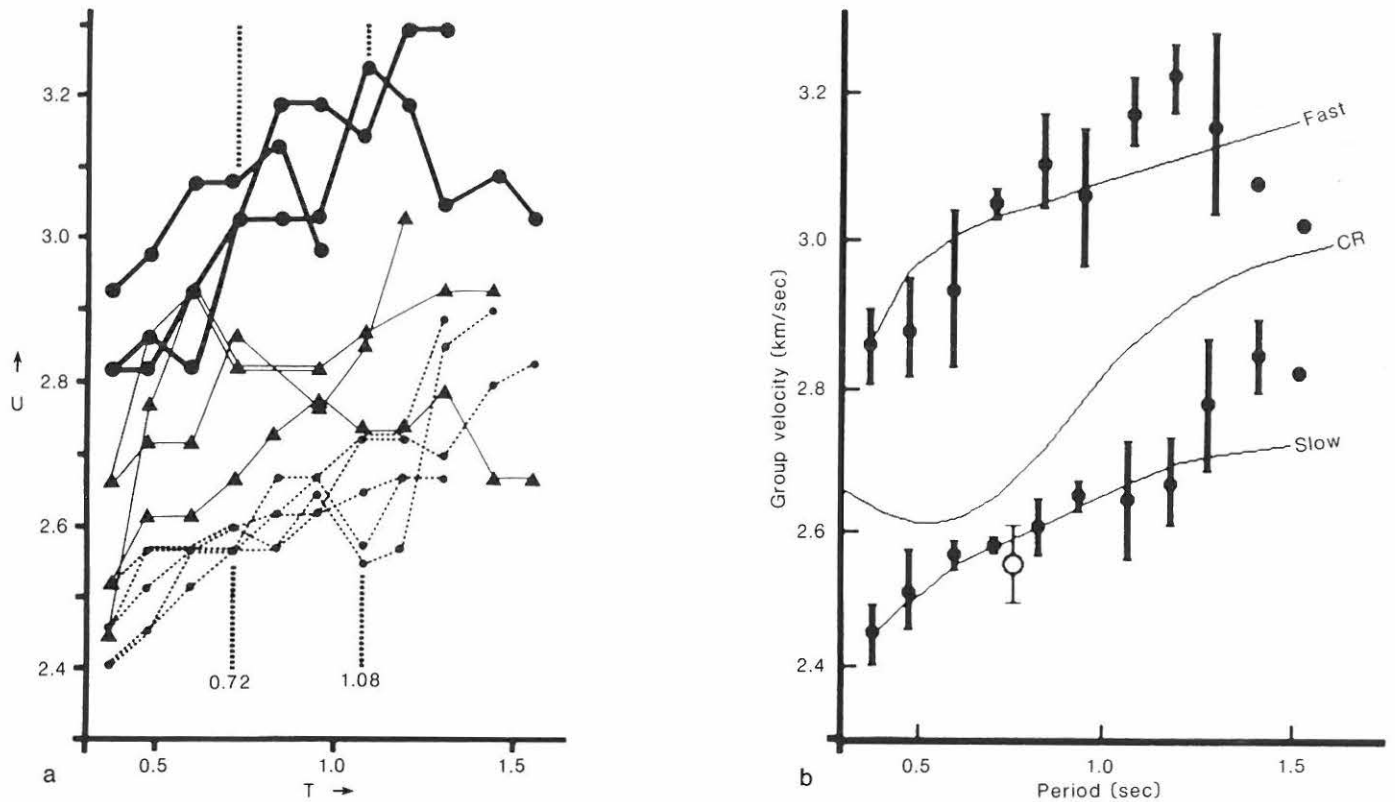 3.2
3.0
2.8
2.6
2.4
↑
U
0.72
1.08
0.5
1.0
1.5
T →
a
3.2
3.0
2.8
2.6
2.4
Group velocity (km/sec)
Fast
CR
Slow
0.5
1.0
1.5
Period (sec)
b